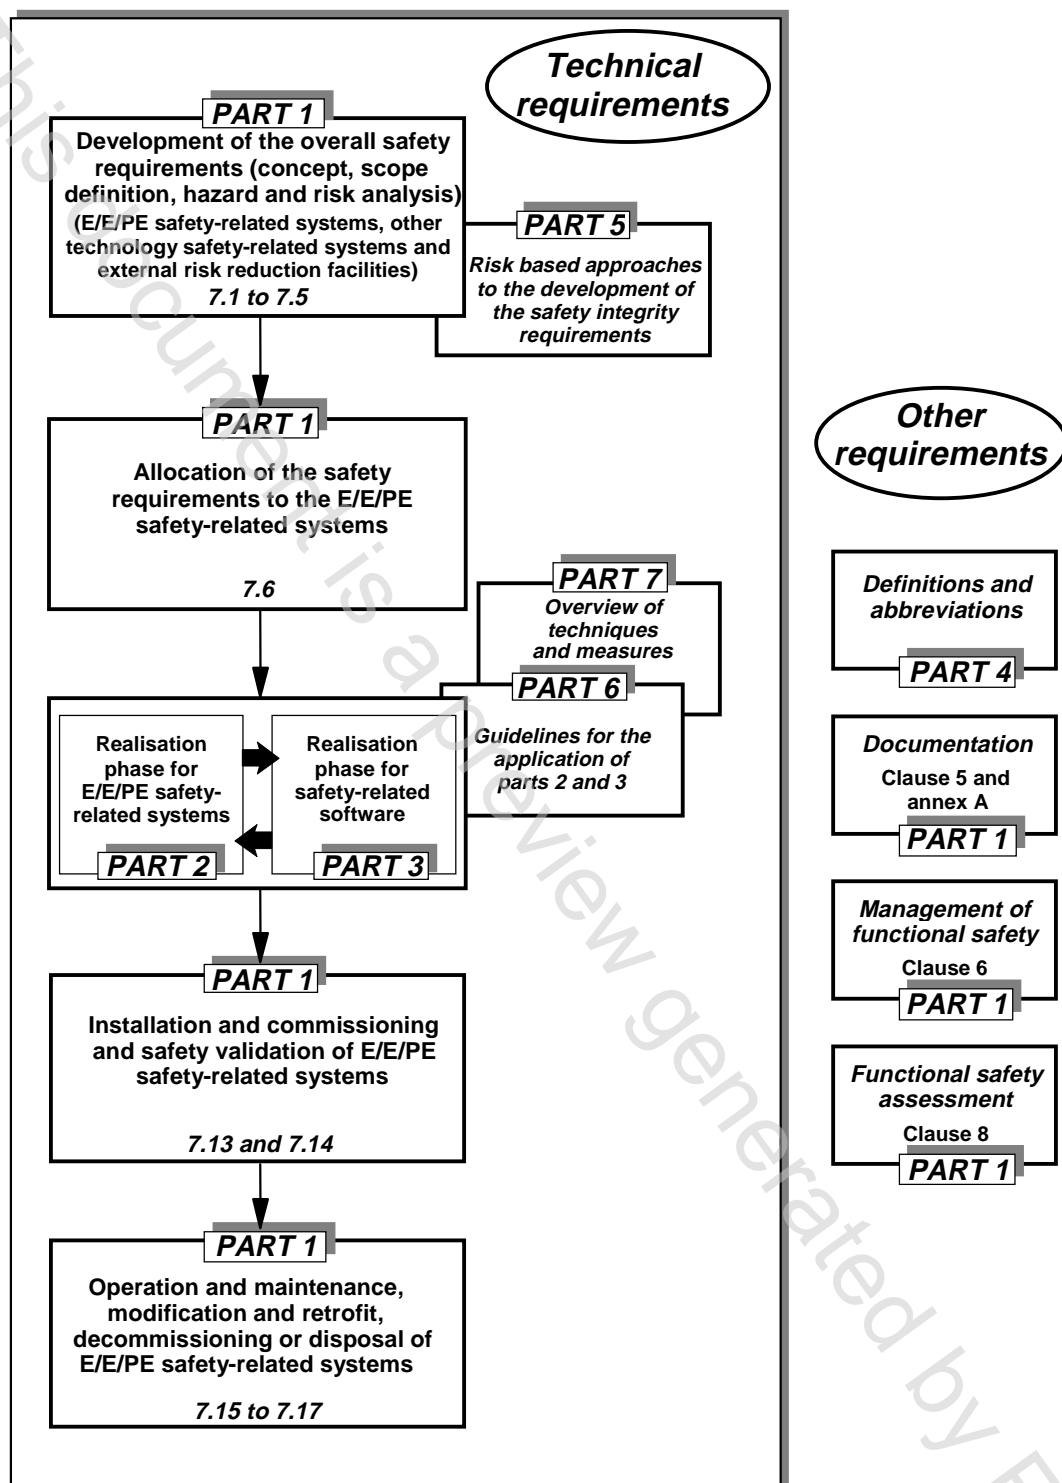 Technical
requirements
PART 1
Development of the overall safety
requirements (concept, scope
definition, hazard and risk analysis)
(E/E/PE safety-related systems, other
technology safety-related systems and
external risk reduction facilities)
7.1 to 7.5
PART 5
Risk based approaches
to the development of
the safety integrity
requirements
PART 1
Allocation of the safety
requirements to the E/E/PE
safety-related systems
7.6
PART 7
Overview of
techniques
and measures
PART 6
Guidelines for the
application of
parts 2 and 3
Realisation
phase for
E/E/PE safety-
related systems
PART 2
Realisation
phase for
safety-related
software
PART 3
PART 1
Installation and commissioning
and safety validation of E/E/PE
safety-related systems
7.13 and 7.14
PART 1
Operation and maintenance,
modification and retrofit,
decommissioning or disposal of
E/E/PE safety-related systems
7.15 to 7.17
Other
requirements
Definitions and
abbreviations
PART 4
Documentation
Clause 5 and
annex A
PART 1
Management of
functional safety
Clause 6
PART 1
Functional safety
assessment
Clause 8
PART 1
This document is a preview generated by